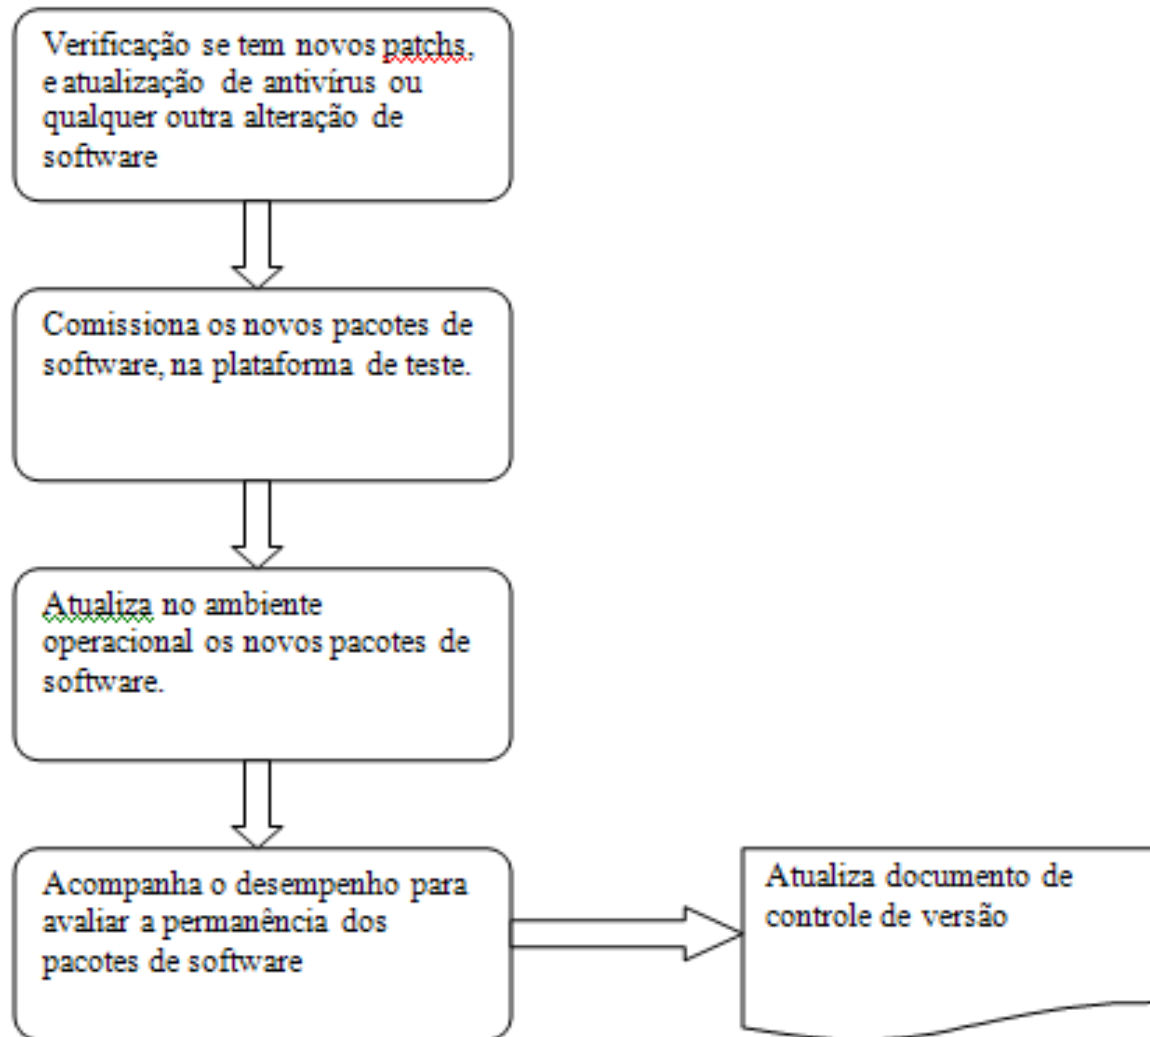 Verificação se tem novos patchs,
e atualização de antivírus ou
qualquer outra alteração de
software
Comissiona os novos pacotes de
software, na plataforma de teste.
Atualiza no ambiente
operacional os novos pacotes de
software.
Acompanha o desempenho para
avaliar a permanência dos
pacotes de software
Atualiza documento de
controle de versão